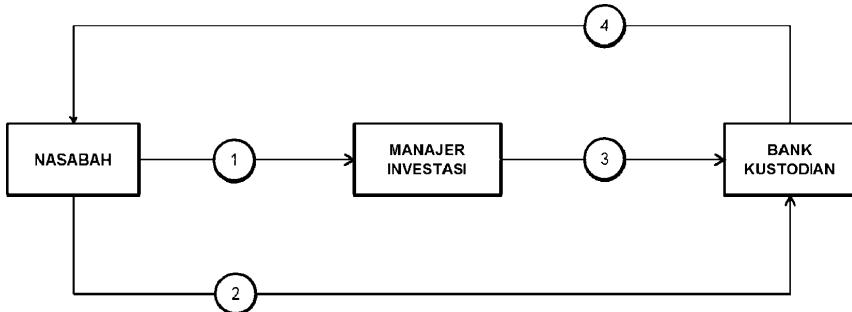 4
NASABAH
1
MANAJER
INVESTASI
3
BANK
KUSTODIAN
2